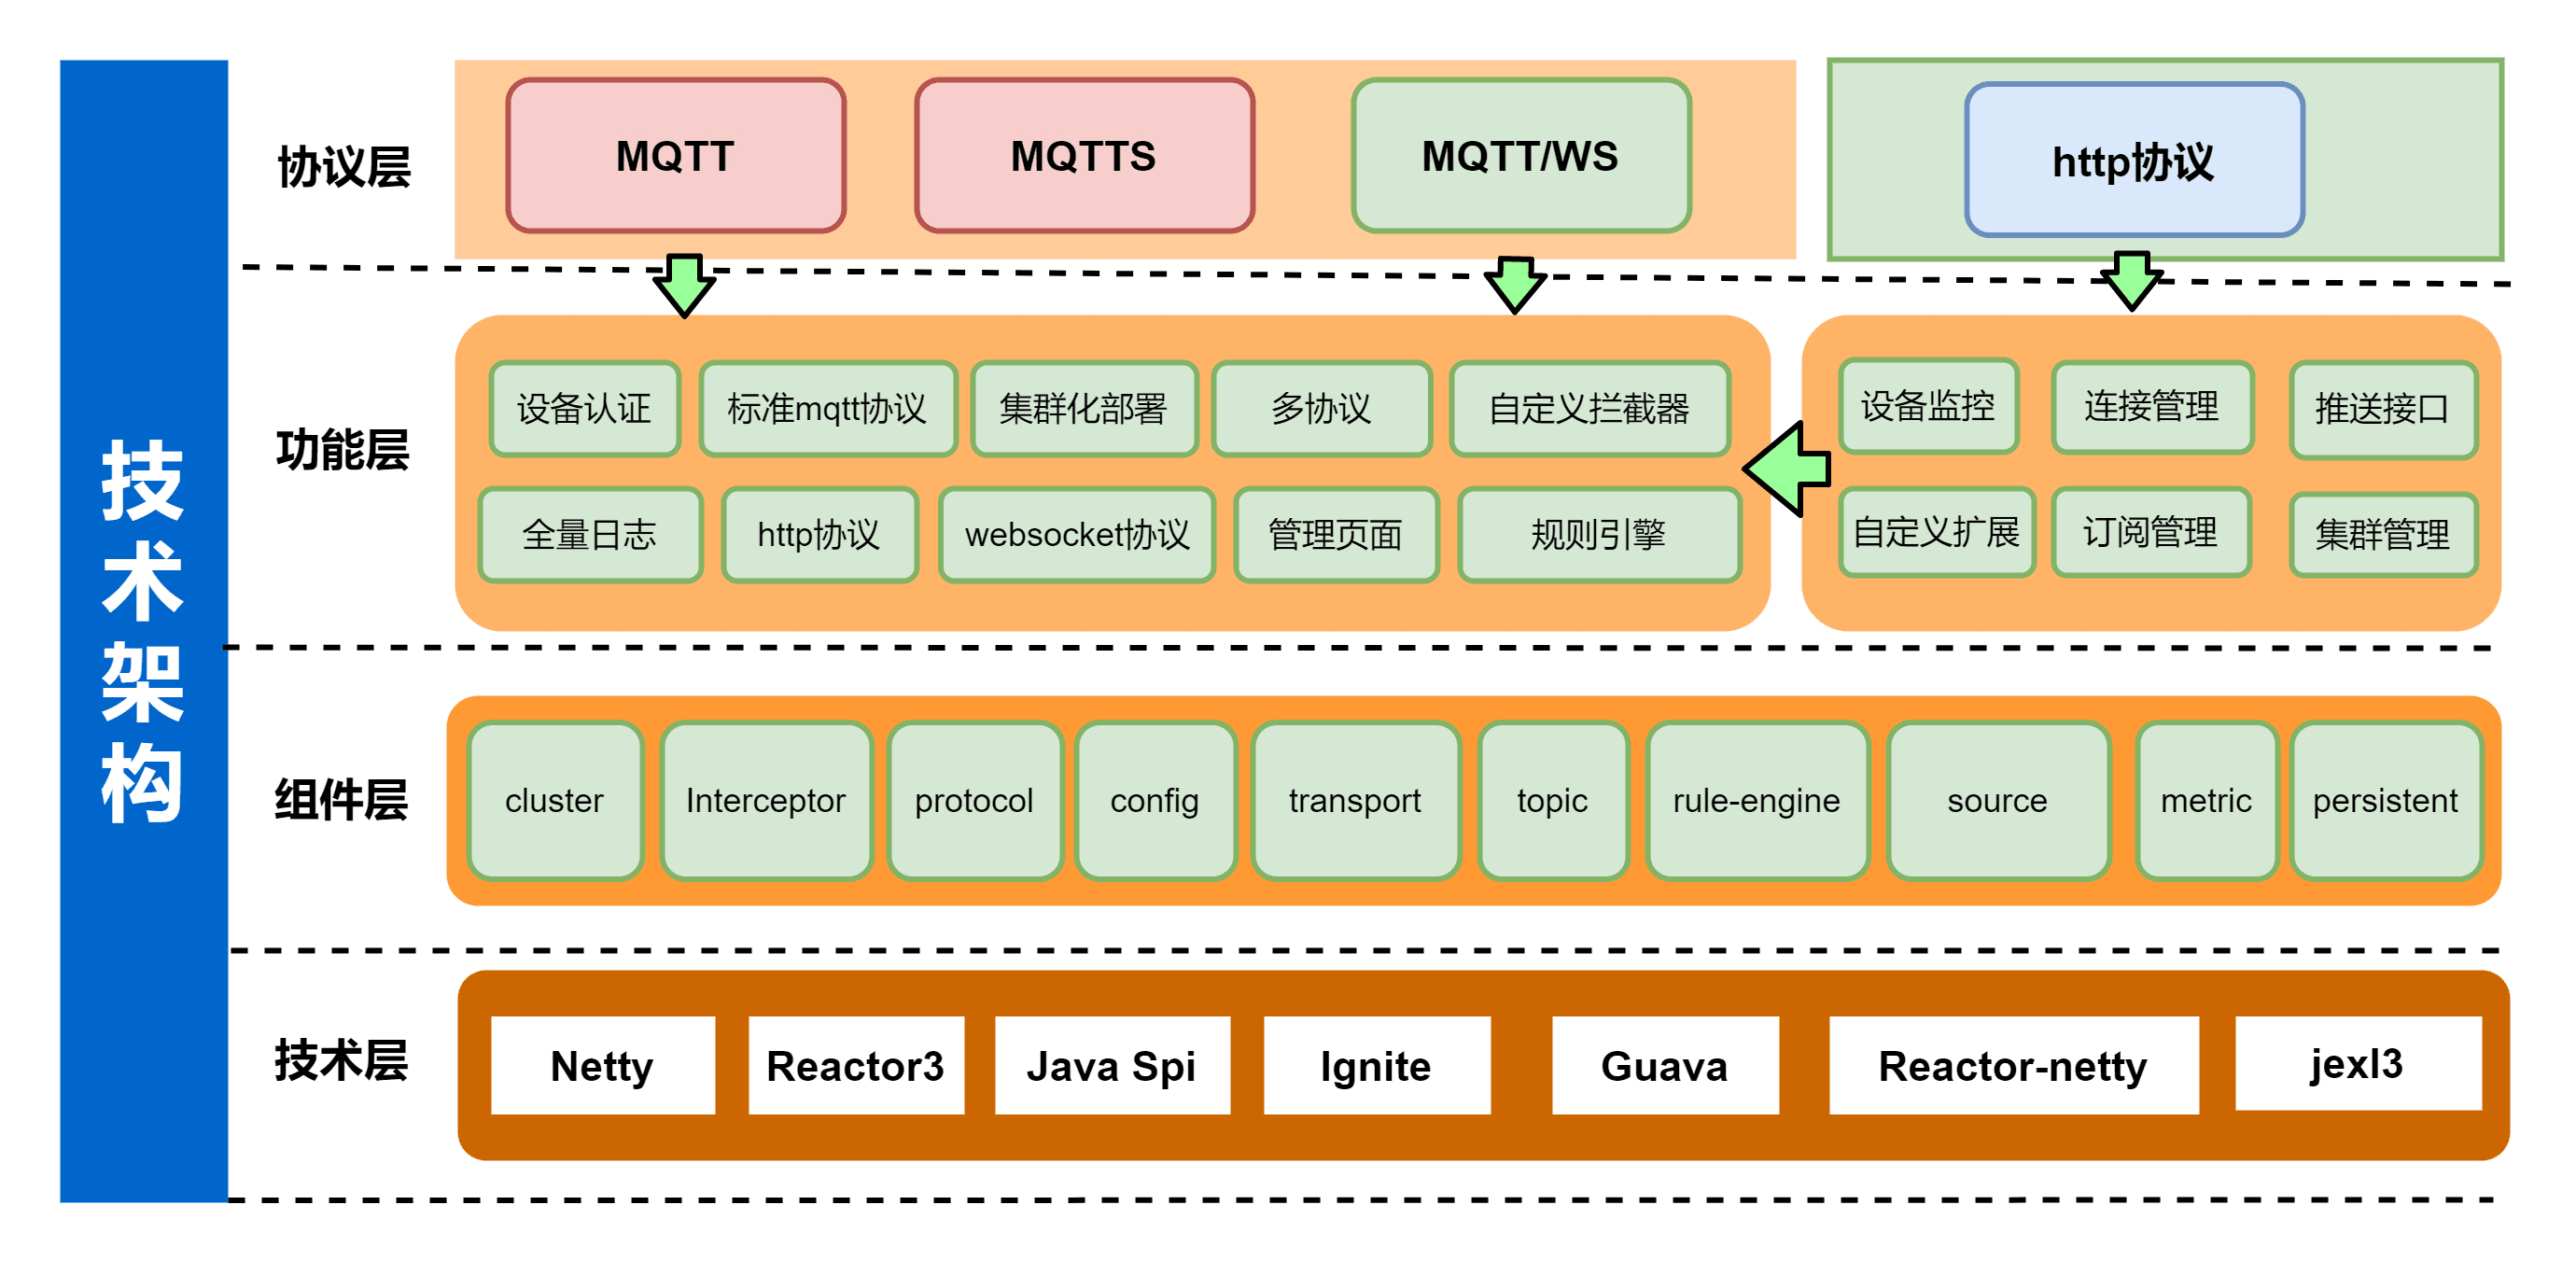 技术架构
协议层
MQTT
MQTTS
MQTT/WS
http协议
功能层
设备认证
标准mqtt协议
集群化部署
多协议
自定义拦截器
全量日志
http协议
websocket协议
管理页面
规则引擎
设备监控
连接管理
推送接口
自定义扩展
订阅管理
集群管理
组件层
cluster
Interceptor
protocol
config
transport
topic
rule-engine
source
metric
persistent
技术层
Netty
Reactor3
Java Spi
Ignite
Guava
Reactor-netty
jexl3